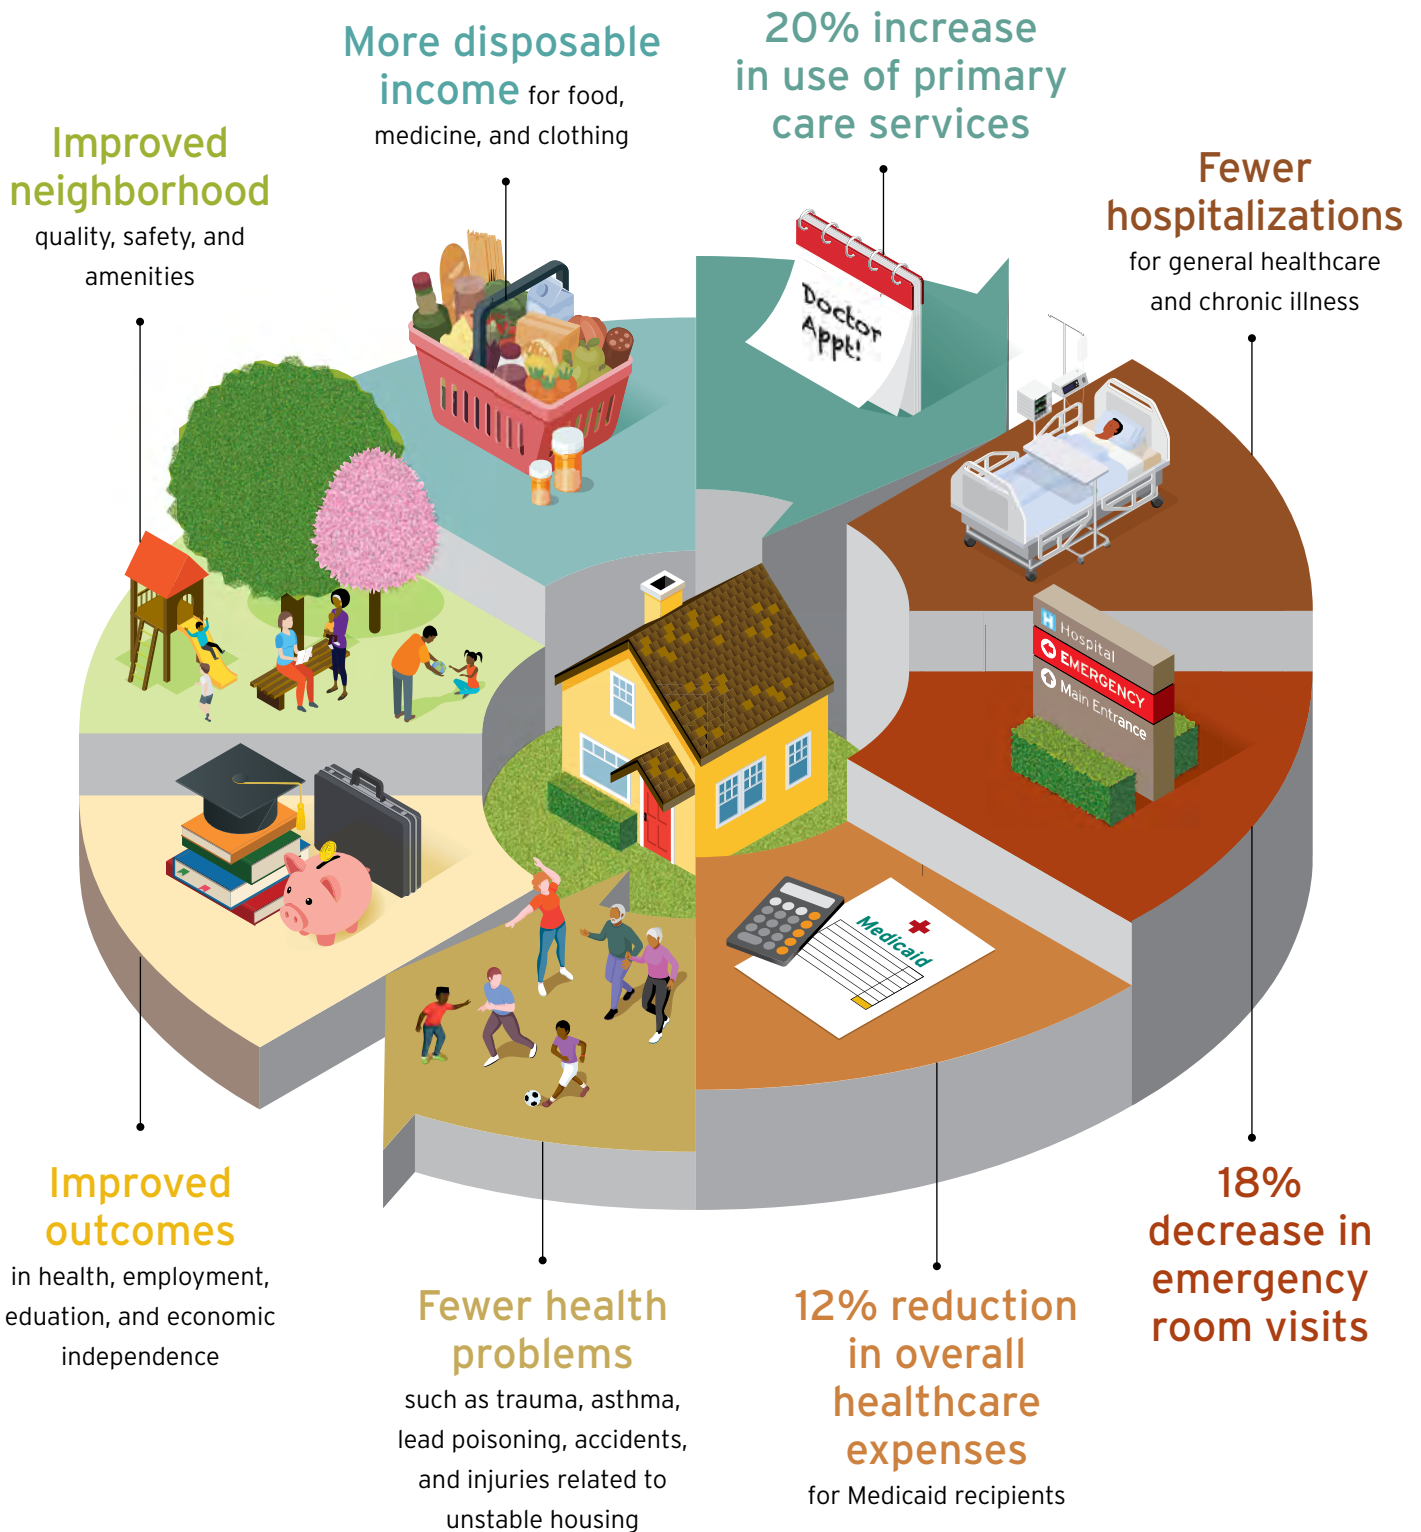 More disposable
income for food,
medicine, and clothing
20% increase
in use of primary
care services
Improved
neighborhood
quality, safety, and
amenities
Fewer
hospitalizations
for general healthcare
and chronic illness
Doctor
Appt!
H Hospital
EMERGENCY
Main Entrance
Medicaid
Improved
outcomes
in health, employment,
eduation, and economic
independence
Fewer health
problems
such as trauma, asthma,
lead poisoning, accidents,
and injuries related to
unstable housing
12% reduction
in overall
healthcare
expenses
for Medicaid recipients
18%
decrease in
emergency
room visits